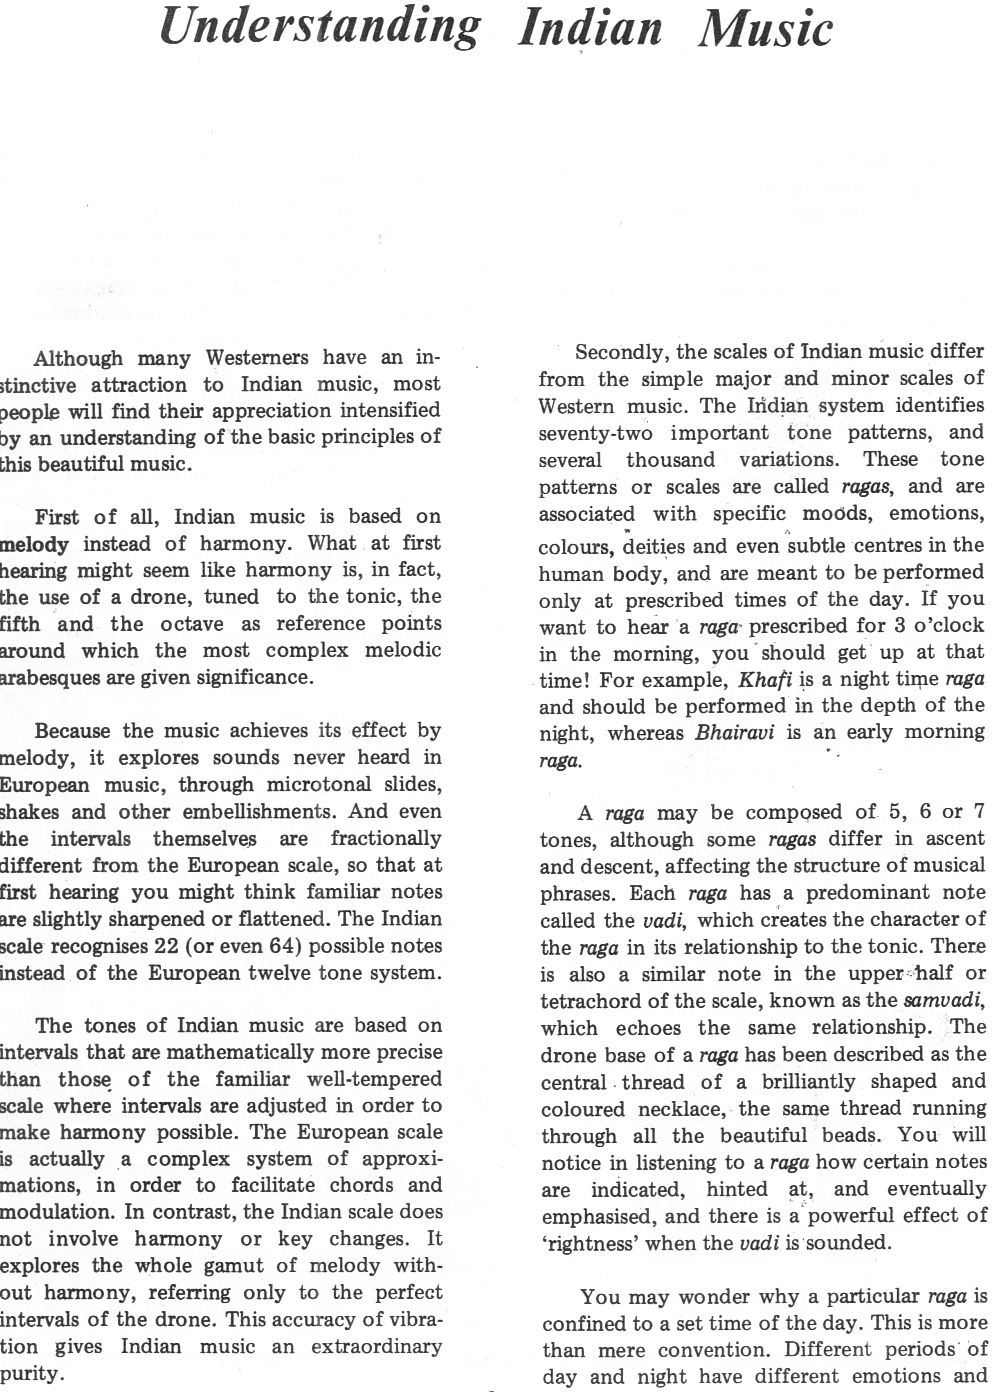 Understanding Indian Music
Although many Westerners have an in-
stinctive attraction to Indian music, most
people will find their appreciation intensified
by an understanding of the basic principles of
this beautiful music.
First of all, Indian music is based on
melody instead of harmony. What at first
hearing might seem like harmony is, in fact,
the use of a drone, tuned to the tonic, the
fifth and the octave as reference points
around which the most complex melodic
arabesques are given significance.
Because the music achieves its effect by
melody, it explores sounds never heard in
European music, through microtonal slides,
shakes and other embellishments. And even
the intervals themselves are fractionally
different from the European scale, so that at
first hearing you might think familiar notes
are slightly sharpened or flattened. The Indian
scale recognises 22 (or even 64) possible notes
instead of the European twelve tone system.
The tones of Indian music are based on
intervals that are mathematically more precise
than those of the familiar well-tempered
scale where intervals are adjusted in order to
make harmony possible. The European scale
is actually a complex system of approxi-
mations, in order to facilitate chords and
modulation. In contrast, the Indian scale does
not involve harmony or key changes. It
explores the whole gamut of melody with-
out harmony, referring only to the perfect
intervals of the drone. This accuracy of vibra-
tion gives Indian music an extraordinary
purity.
Secondly, the scales of Indian music differ
from the simple major and minor scales of
Western music. The Indian system identifies
seventy-two important tone patterns, and
several thousand variations. These tone
patterns or scales are called ragas, and are
associated with specific moods, emotions,
colours, deities and even subtle centres in the
human body, and are meant to be performed
only at prescribed times of the day. If you
want to hear a raga prescribed for 3 o'clock
in the morning, you should get up at that
time! For example, Khafi is a night time raga
and should be performed in the depth of the
night, whereas Bhairavi is an early morning
raga.
A raga may be composed of 5, 6 or 7
tones, although some ragas differ in ascent
and descent, affecting the structure of musical
phrases. Each raga has a predominant note
called the vadi, which creates the character of
the raga in its relationship to the tonic. There
is also a similar note in the upper half or
tetrachord of the scale, known as the samvadi,
which echoes the same relationship. The
drone base of a raga has been described as the
central thread of a brilliantly shaped and
coloured necklace, the same thread running
through all the beautiful beads. You will
notice in listening to a raga how certain notes
are indicated, hinted at, and eventually
emphasised, and there is a powerful effect of
'rightness' when the vadi is sounded.
You may wonder why a particular raga is
confined to a set time of the day. This is more
than mere convention. Different periods of
day and night have different emotions and